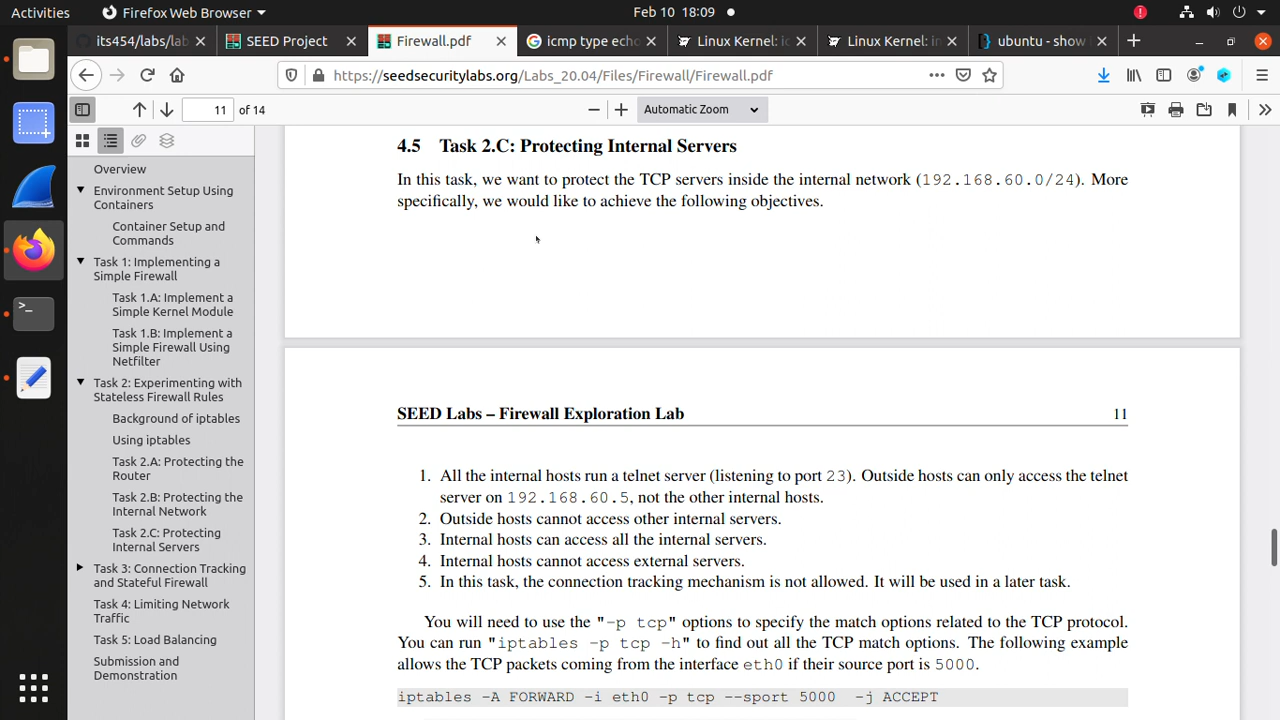 Activities
Firefox Web Browser
Feb 10 18:09
its454/labs/lab
SEED Project
Firewall.pdf
icmp type echo
Linux Kernel: ic
Linux Kernel: in
ubuntu - show
https://seedsecuritylabs.org/Labs_20.04/Files/Firewall/Firewall.pdf
11 of 14
Automatic Zoom
Overview
Environment Setup Using
Containers
Container Setup and
Commands
Task 1: Implementing a
Simple Firewall
Task 1.A: Implement a
Simple Kernel Module
Task 1.B: Implement a
Simple Firewall Using
Netfilter
Task 2: Experimenting with
Stateless Firewall Rules
Background of iptables
Using iptables
Task 2.A: Protecting the
Router
Task 2.B: Protecting the
Internal Network
Task 2.C: Protecting
Internal Servers
Task 3: Connection Tracking
and Stateful Firewall
Task 4: Limiting Network
Traffic
Task 5: Load Balancing
Submission and
Demonstration
4.5 Task 2.C: Protecting Internal Servers
In this task, we want to protect the TCP servers inside the internal network (192.168.60.0/24). More
specifically, we would like to achieve the following objectives.
SEED Labs – Firewall Exploration Lab 11
1. All the internal hosts run a telnet server (listening to port 23). Outside hosts can only access the telnet
server on 192.168.60.5, not the other internal hosts.
2. Outside hosts cannot access other internal servers.
3. Internal hosts can access all the internal servers.
4. Internal hosts cannot access external servers.
5. In this task, the connection tracking mechanism is not allowed. It will be used in a later task.
You will need to use the "-p tcp" options to specify the match options related to the TCP protocol.
You can run "iptables -p tcp -h" to find out all the TCP match options. The following example
allows the TCP packets coming from the interface eth0 if their source port is 5000.
iptables -A FORWARD -i eth0 -p tcp --sport 5000 -j ACCEPT